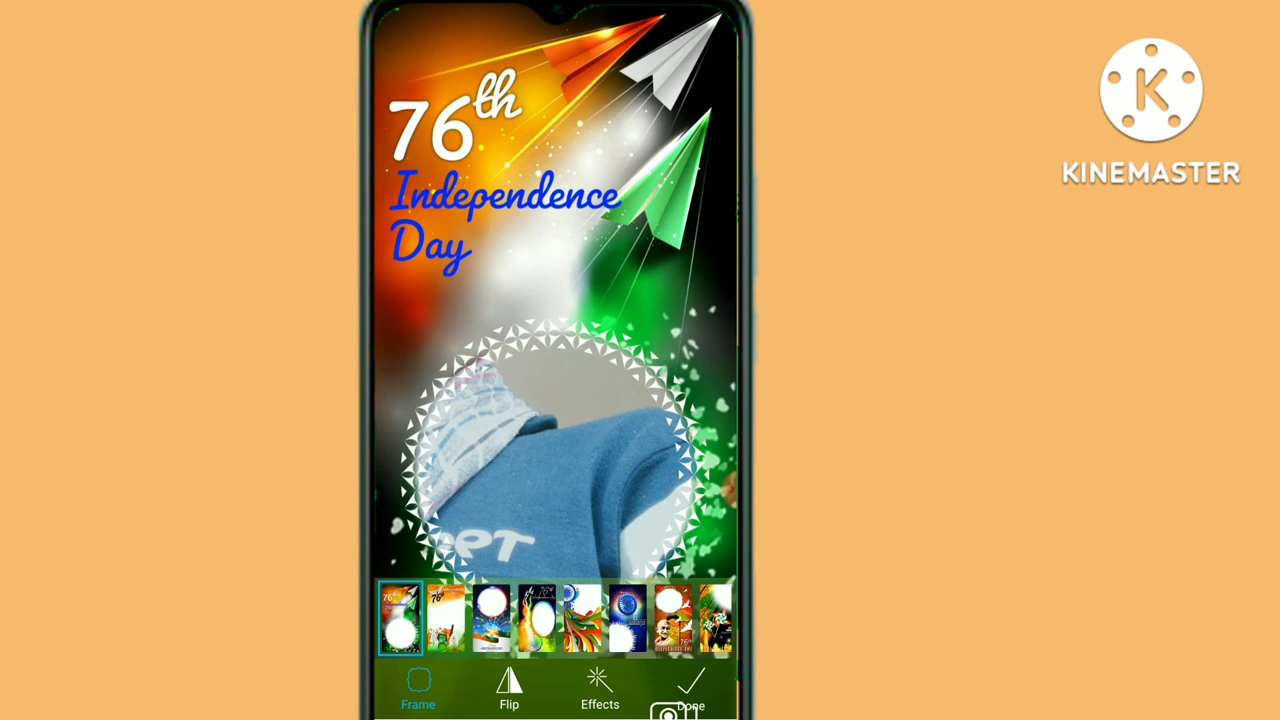 76th
Independence
Day
KINEMASTER
Frame
Flip
Effects
Done